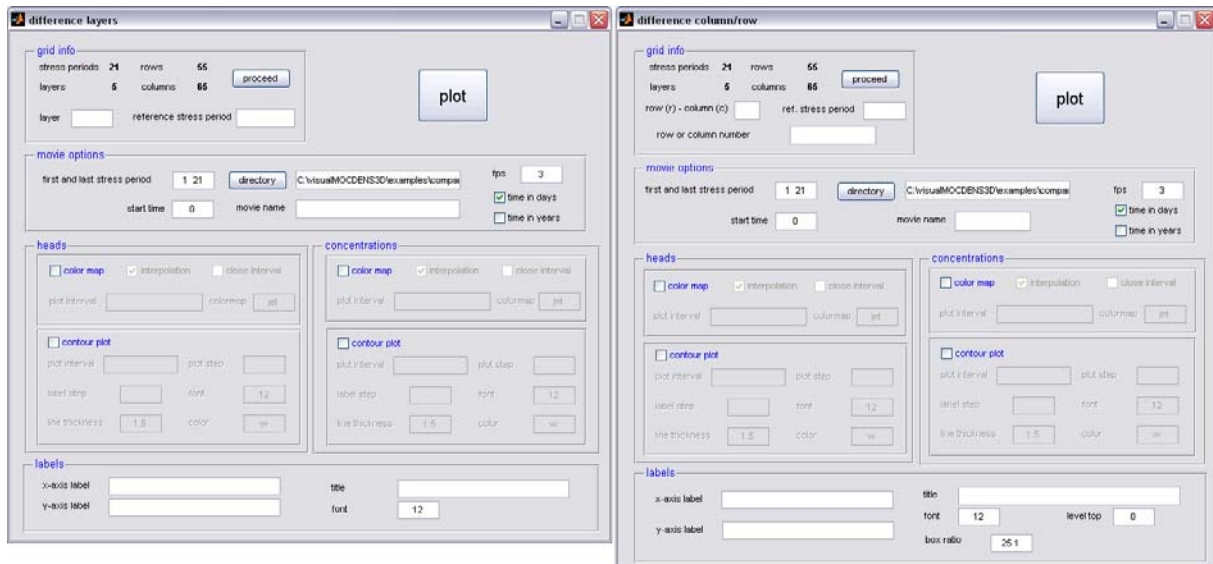 difference layers
grid info
stress periods 21 rows 55
layers 5 columns 65
proceed
layer reference stress period
plot
movie options
first and last stress period 1 21 directory C:\visualMOCDENS3D\examples\compar fps 3
start time 0 movie name
time in days
time in years
heads
color map interpolation close interval
plot interval colormap jet
contour plot
plot interval plot step
label step font 12
line thickness 1.5 color w
concentrations
color map interpolation close interval
plot interval colormap jet
contour plot
plot interval plot step
label step font 12
line thickness 1.5 color w
labels
x-axis label title
y-axis label font 12
difference column/row
grid info
stress periods 21 rows 55
layers 5 columns 65
proceed
row (r) - column (c) ref. stress period
row or column number
plot
movie options
first and last stress period 1 21 directory C:\visualMOCDENS3D\examples\compar fps 3
start time 0 movie name
time in days
time in years
heads
color map interpolation close interval
plot interval colormap jet
contour plot
plot interval plot step
label step font 12
line thickness 1.5 color w
concentrations
color map interpolation close interval
plot interval colormap jet
contour plot
plot interval plot step
label step font 12
line thickness 1.5 color w
labels
x-axis label title
font 12 level top 0
y-axis label
box ratio 25 1